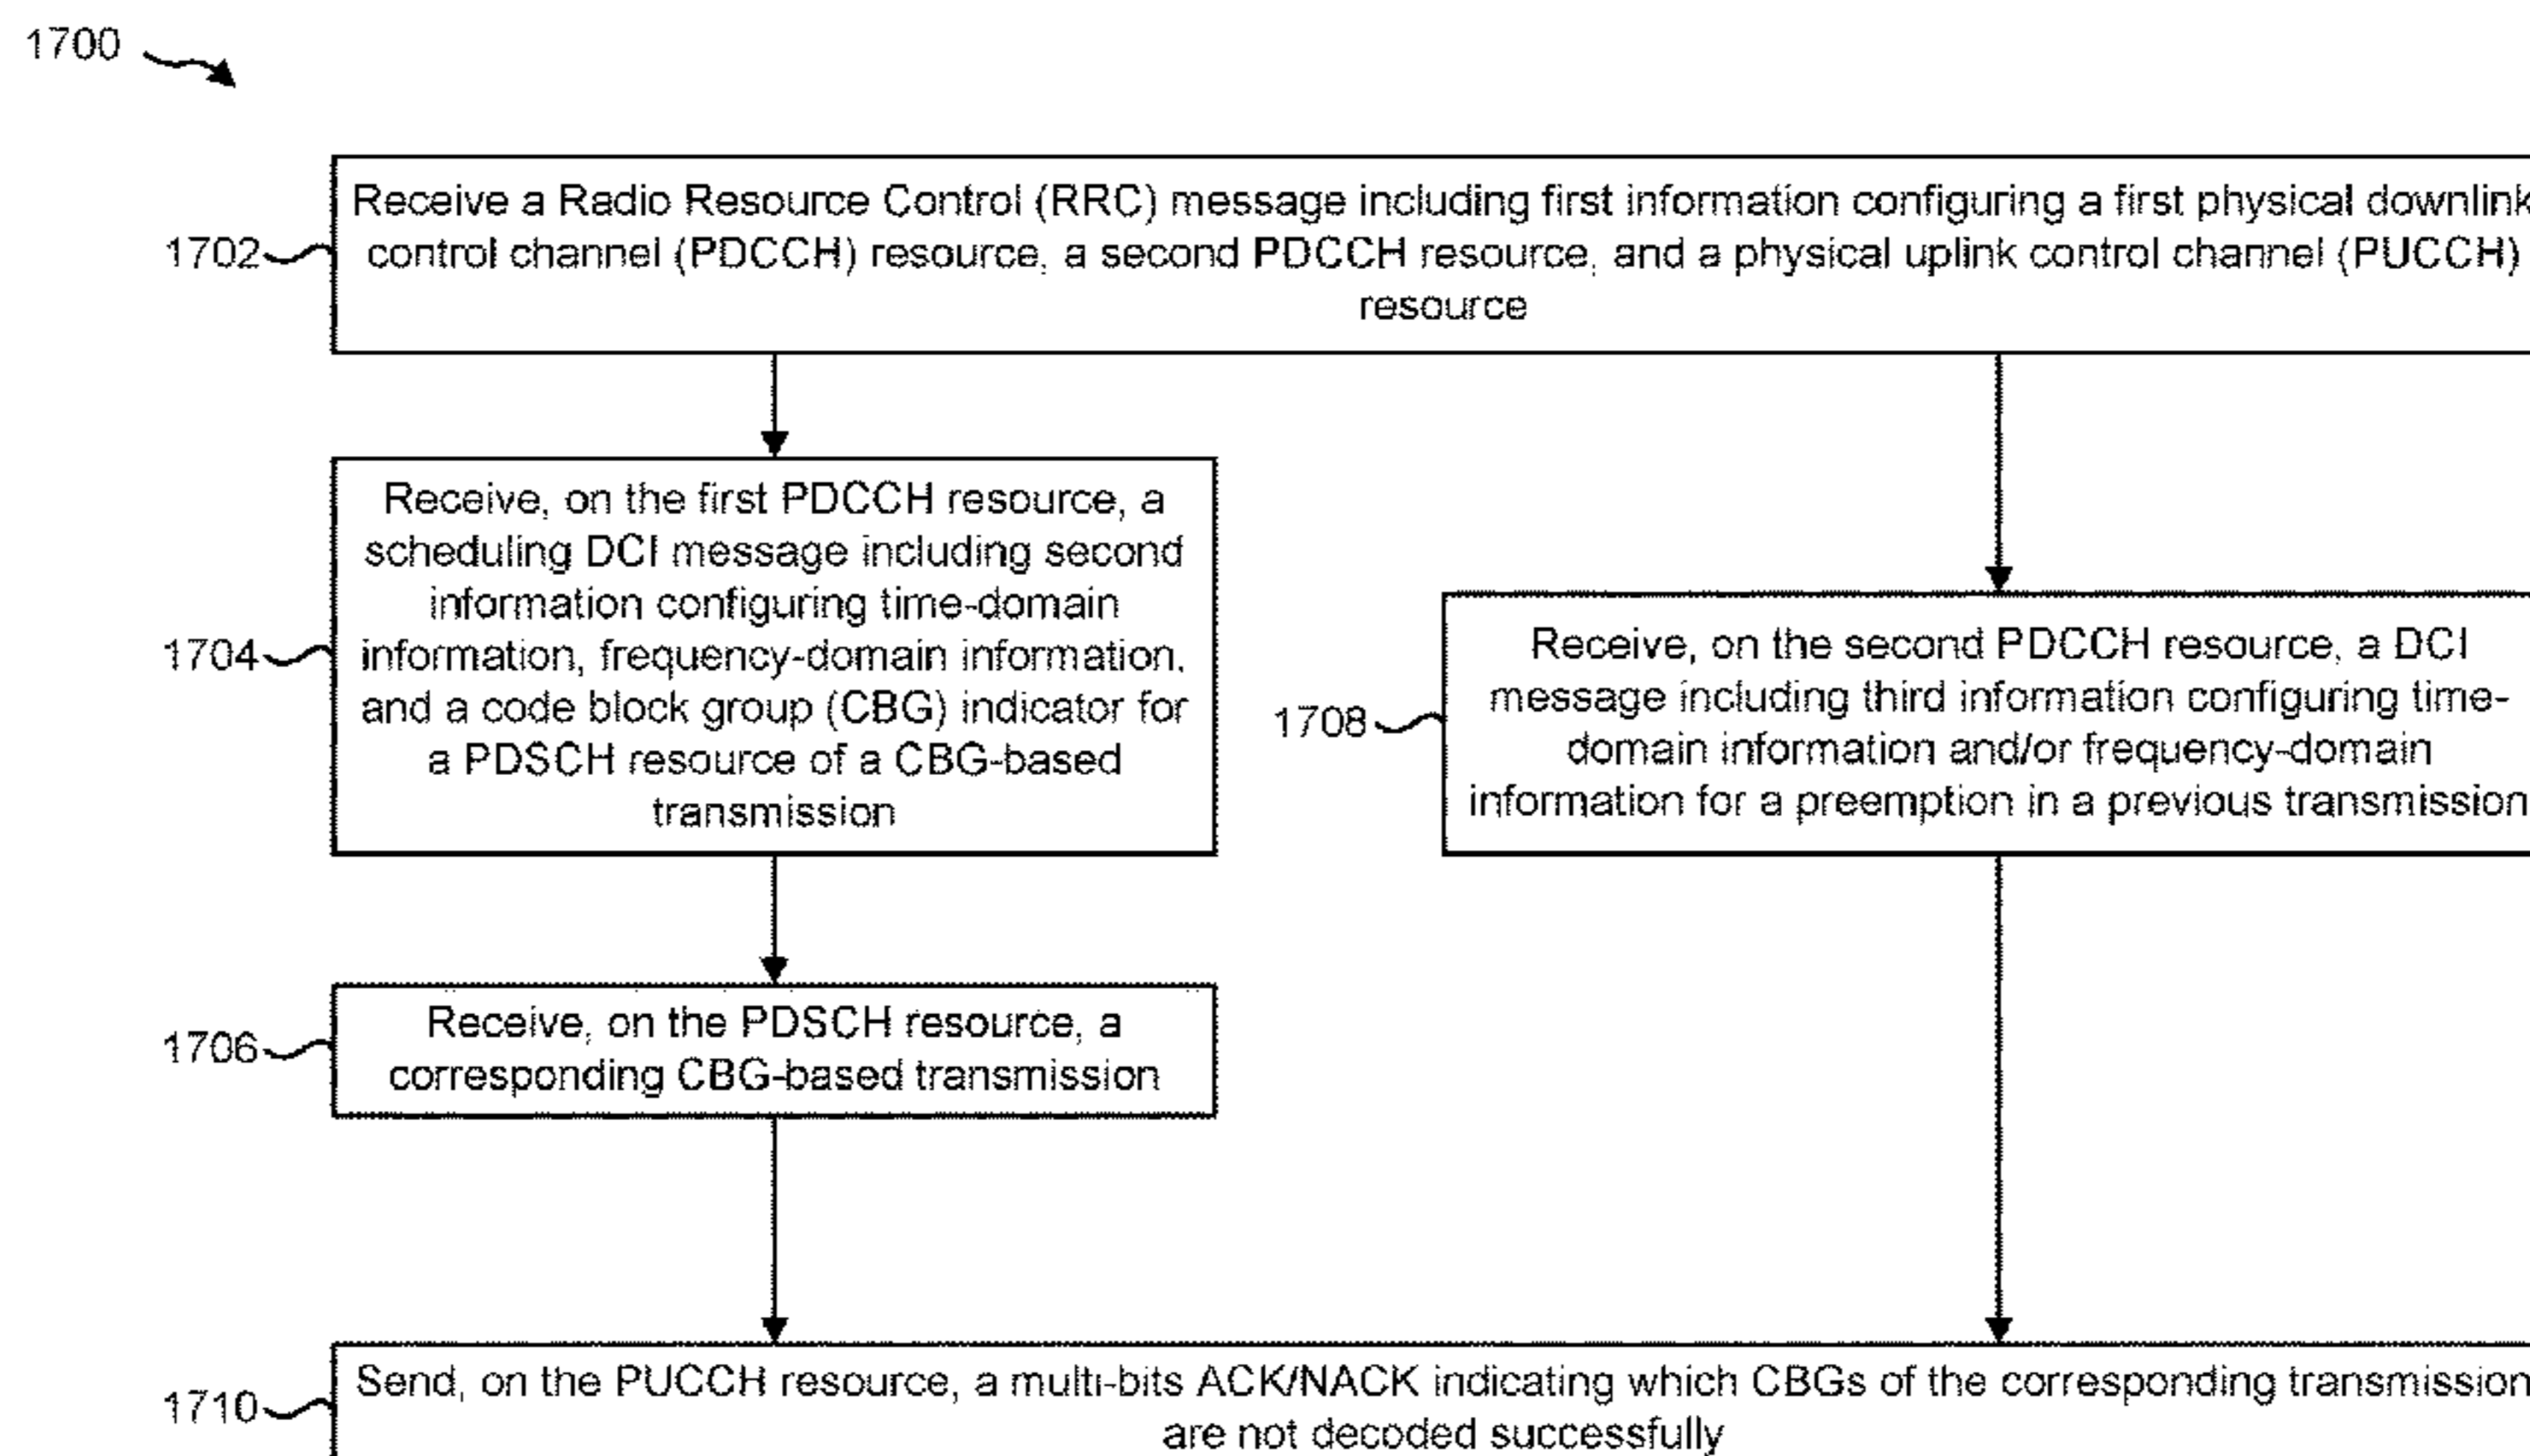 1700
Receive a Radio Resource Control (RRC) message including first information configuring a first physical downlink
1702
control channel (PDCCH) resource, a second PDCCH resource, and a physical uplink control channel (PUCCH)
resource
Receive, on the first PDCCH resource, a
scheduling DCI message including second
information configuring time-domain
1704
information, frequency-domain information,
and a code block group (CBG) indicator for
a PDSCH resource of a CBG-based
transmission
Receive, on the second PDCCH resource, a DCI
message including third information configuring time-
1708
domain information and/or frequency-domain
information for a preemption in a previous transmission
Receive, on the PDSCH resource, a
1706
corresponding CBG-based transmission
Send, on the PUCCH resource, a multi-bits ACK/NACK indicating which CBGs of the corresponding transmission
1710
are not decoded successfully